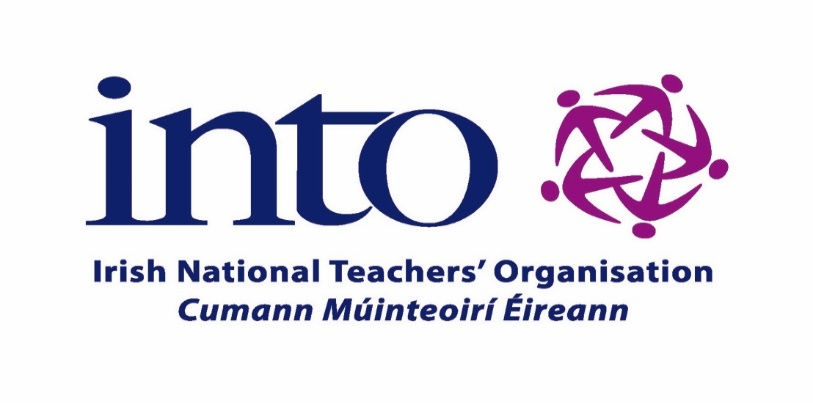 into
Irish National Teachers’ Organisation
Cumann Múinteoirí Éireann